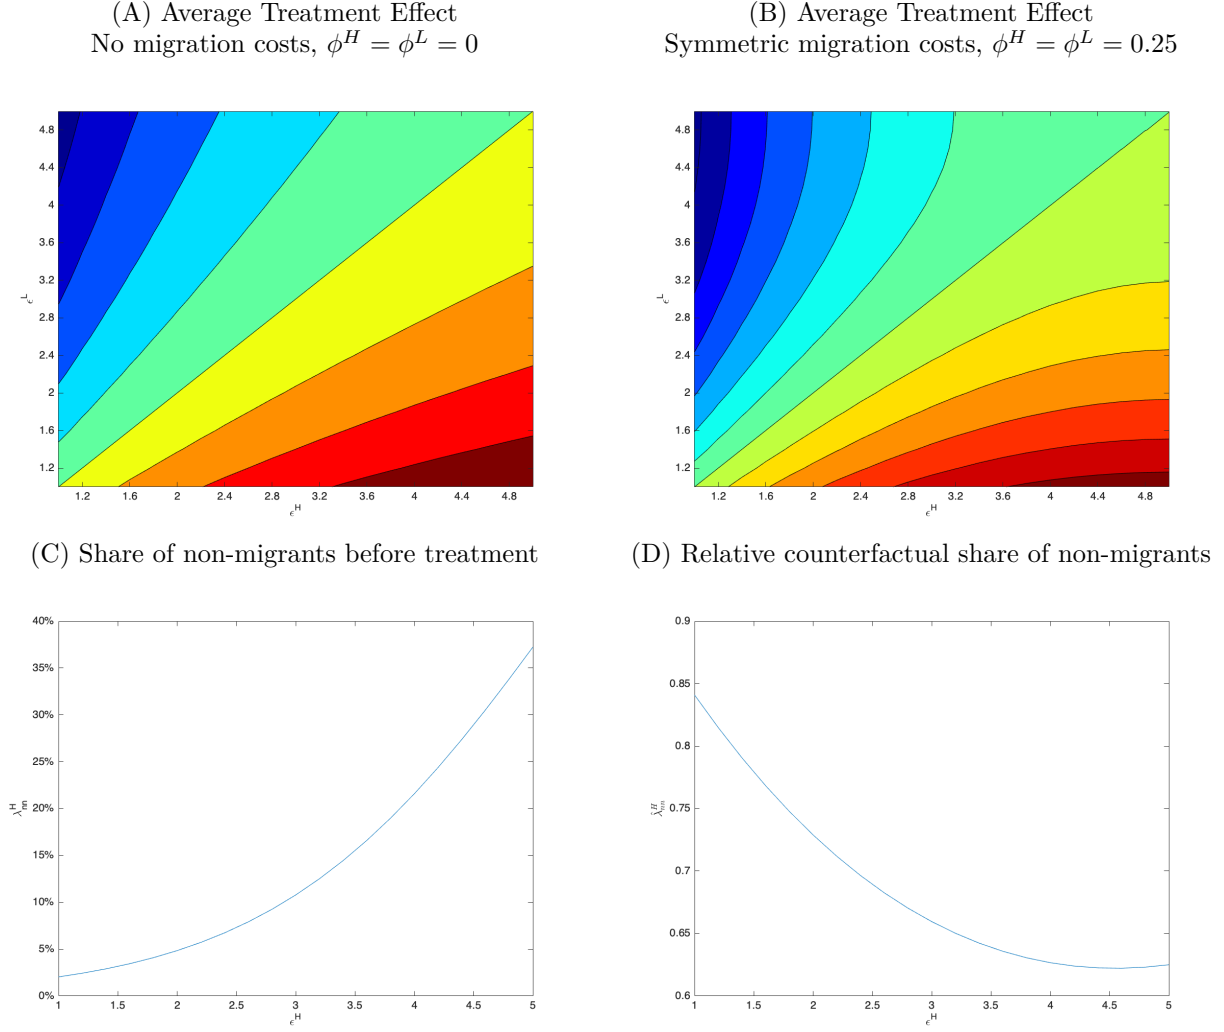 (A) Average Treatment Effect
No migration costs, ϕ^H = ϕ^L = 0
(B) Average Treatment Effect
Symmetric migration costs, ϕ^H = ϕ^L = 0.25
4.8
4.4
4
3.6
3.2
2.8
2.4
2
1.6
1.2
ϵ^L
1.2 1.6 2 2.4 2.8 3.2 3.6 4 4.4 4.8
ϵ^H
4.8
4.4
4
3.6
3.2
2.8
2.4
2
1.6
1.2
ϵ^L
1.2 1.6 2 2.4 2.8 3.2 3.6 4 4.4 4.8
ϵ^H
(C) Share of non-migrants before treatment
(D) Relative counterfactual share of non-migrants
40%
35%
30%
25%
20%
15%
10%
5%
0%
λ^H_nn
1 1.5 2 2.5 3 3.5 4 4.5 5
ϵ^H
0.9
0.85
0.8
0.75
0.7
0.65
0.6
λ̂^H_nn
1 1.5 2 2.5 3 3.5 4 4.5 5
ϵ^H